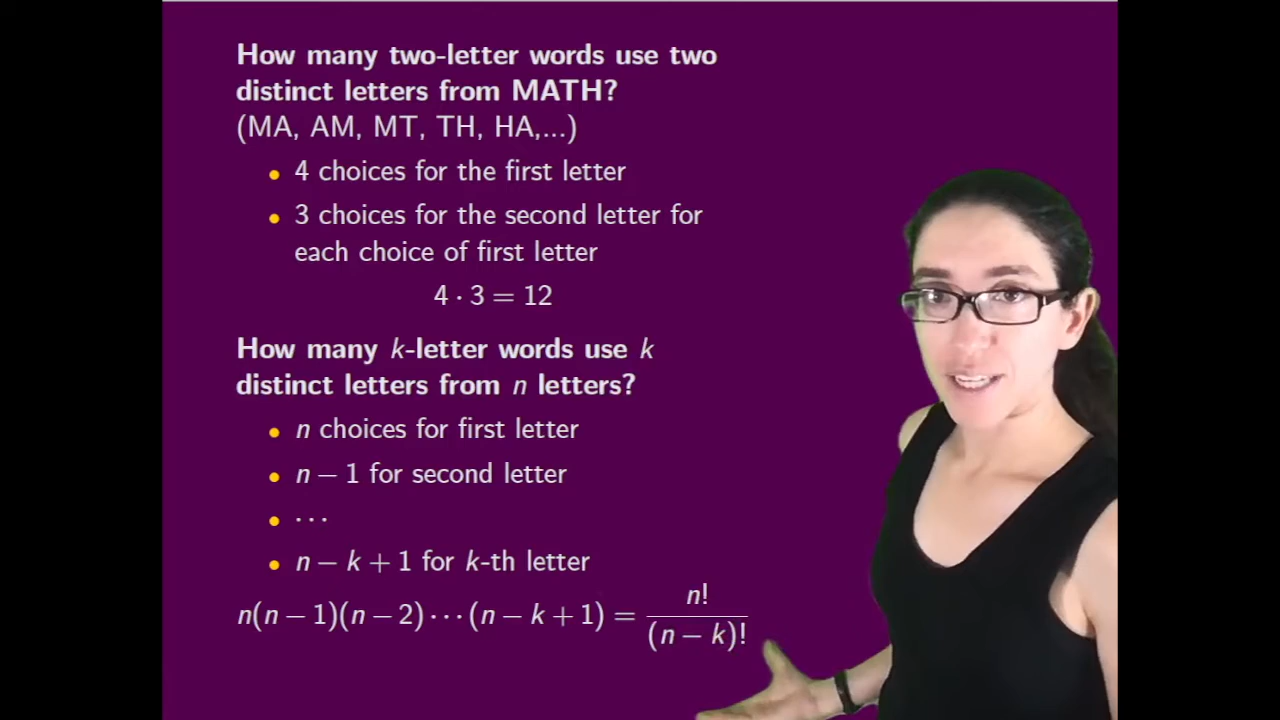 How many two-letter words use two
distinct letters from MATH?
(MA, AM, MT, TH, HA,...)
• 4 choices for the first letter
• 3 choices for the second letter for
each choice of first letter
4 · 3 = 12
How many k-letter words use k
distinct letters from n letters?
• n choices for first letter
• n − 1 for second letter
• · · ·
• n − k + 1 for k-th letter
n(n − 1)(n − 2) · · · (n − k + 1) = n! / (n − k)!